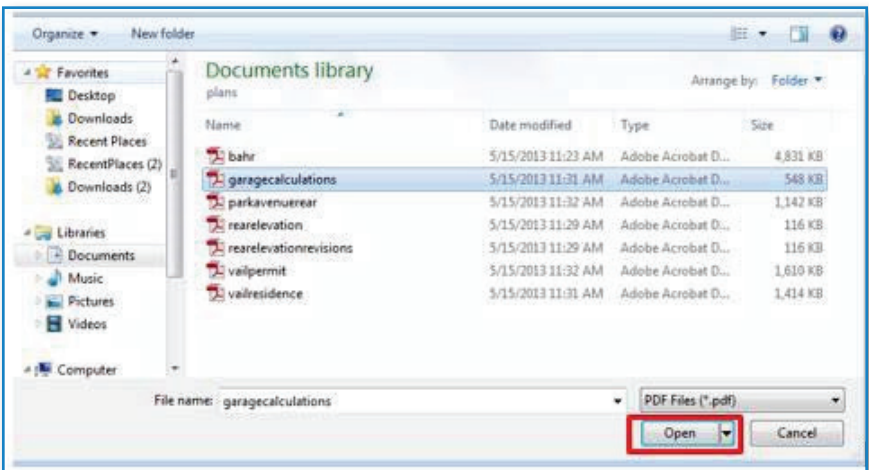 Organize New folder
Favorites
Desktop
Downloads
Recent Places
RecentPlaces (2)
Downloads (2)
Libraries
Documents
Music
Pictures
Videos
Computer
Documents library
plans
Arrange by: Folder
Name Date modified Type Size
bahr 5/15/2013 11:23 AM Adobe Acrobat D... 4,831 KB
garagecalculations 5/15/2013 11:31 AM Adobe Acrobat D... 548 KB
parkavenuerear 5/15/2013 11:32 AM Adobe Acrobat D... 1,142 KB
rearelevation 5/15/2013 11:29 AM Adobe Acrobat D... 116 KB
rearelevationrevisions 5/15/2013 11:29 AM Adobe Acrobat D... 116 KB
vailpermit 5/15/2013 11:32 AM Adobe Acrobat D... 1,610 KB
vailresidence 5/15/2013 11:31 AM Adobe Acrobat D... 1,414 KB
File name: garagecalculations PDF Files (*.pdf)
Open Cancel